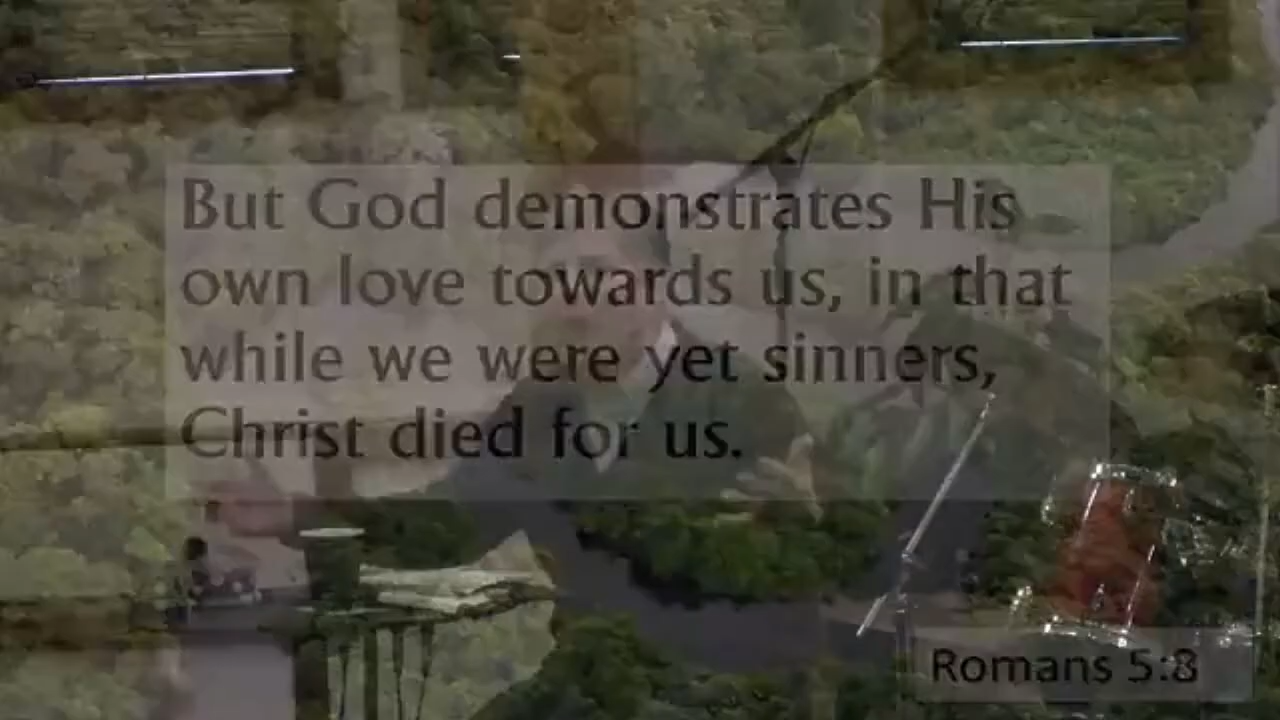 But God demonstrates His
own love towards us, in that
while we were yet sinners,
Christ died for us.
Romans 5:8